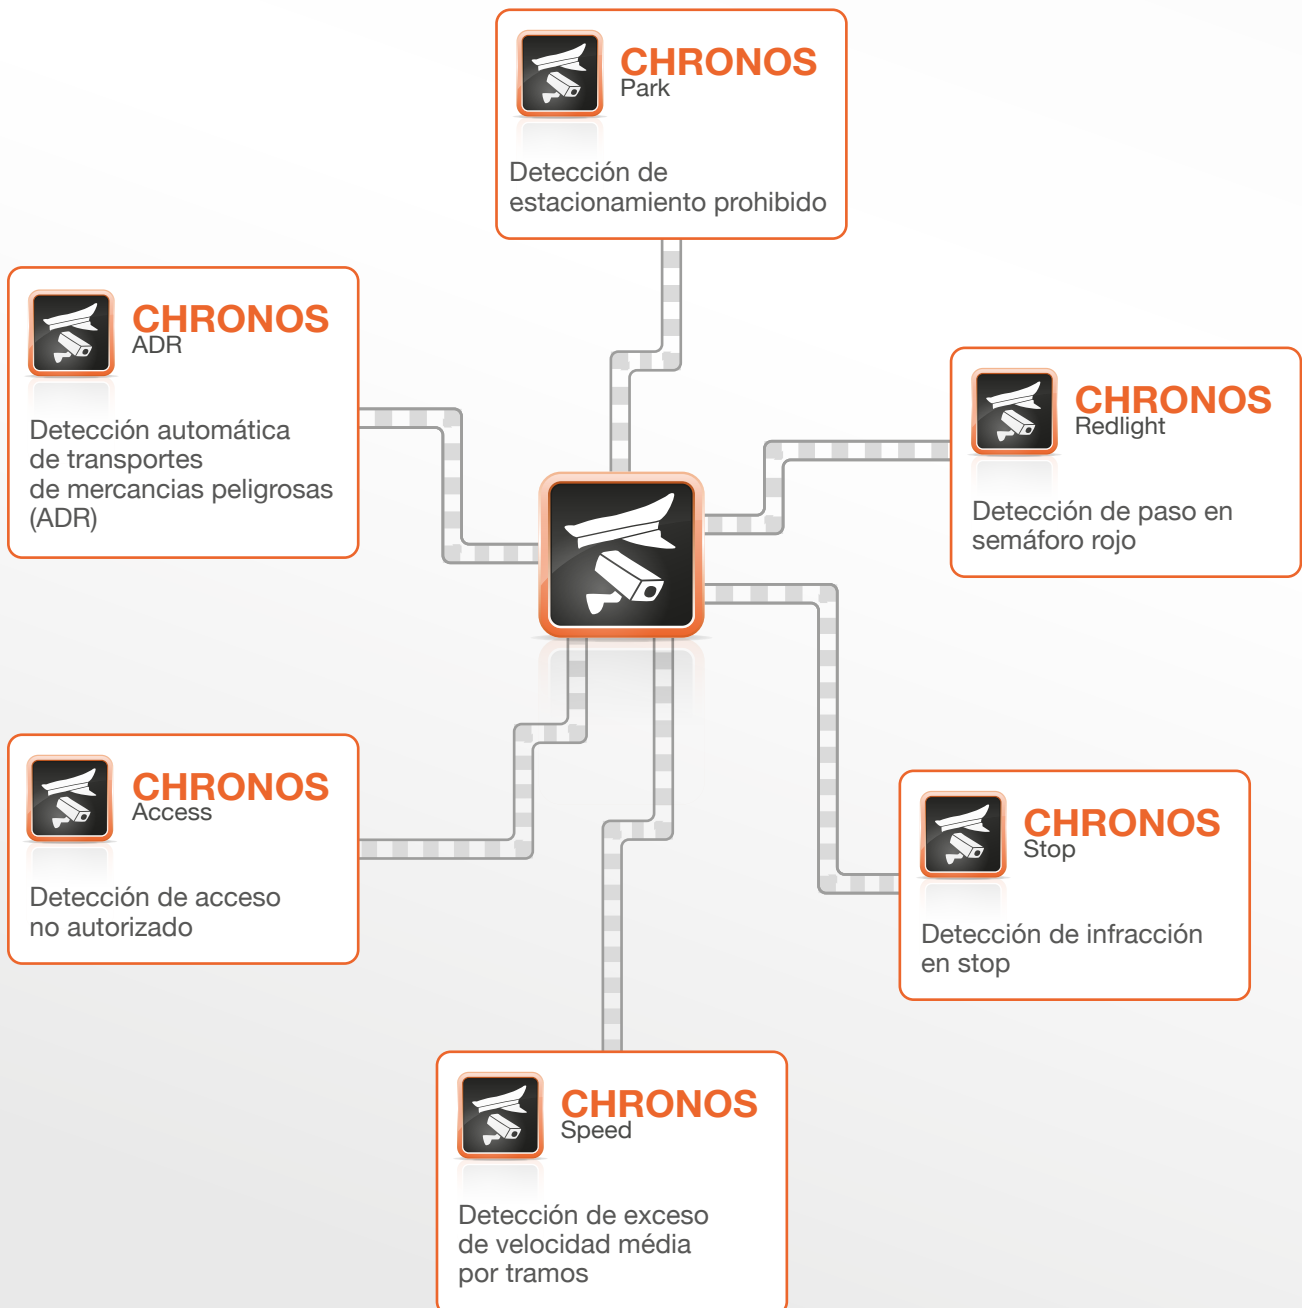 CHRONOS
Park
Detección de
estacionamiento prohibido
CHRONOS
ADR
Detección automática
de transportes
de mercancias peligrosas
(ADR)
CHRONOS
Redlight
Detección de paso en
semáforo rojo
CHRONOS
Access
Detección de acceso
no autorizado
CHRONOS
Stop
Detección de infracción
en stop
CHRONOS
Speed
Detección de exceso
de velocidad média
por tramos